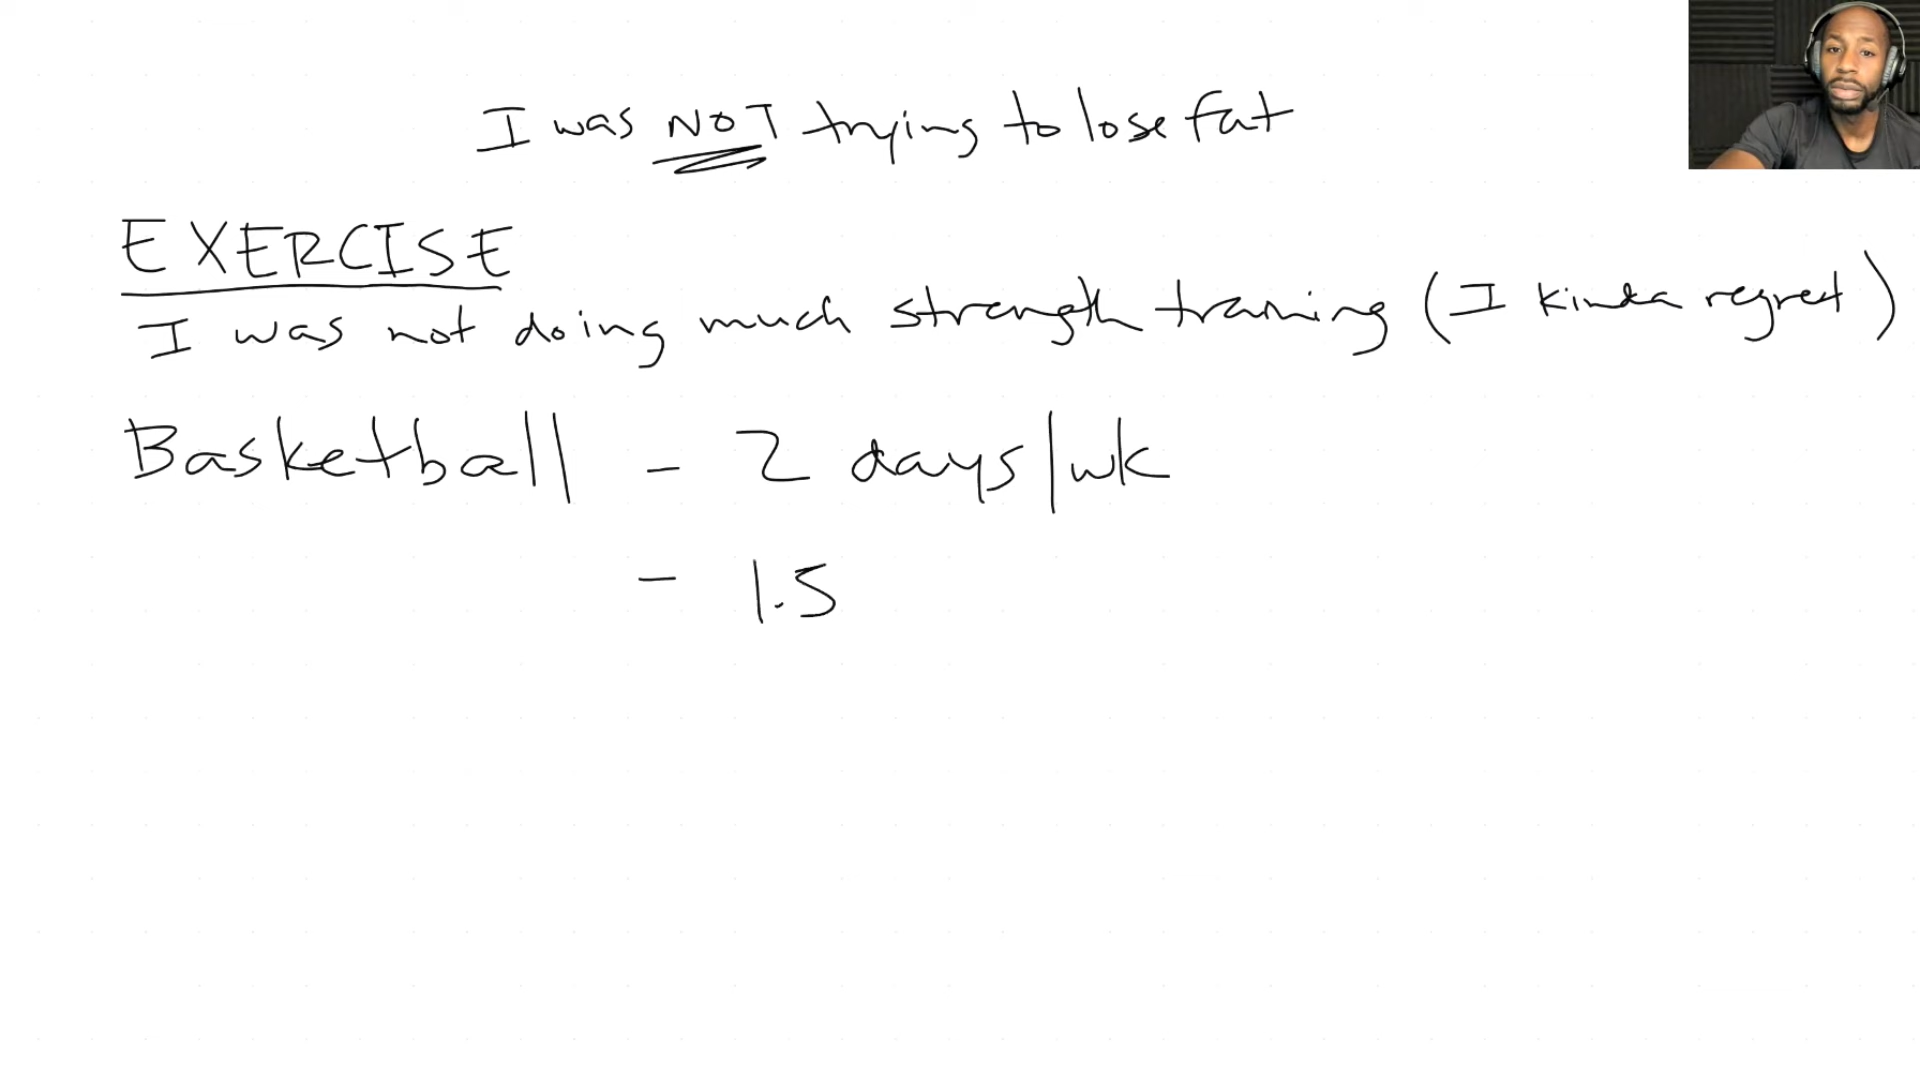 I was NOT trying to lose fat
EXERCISE
I was not doing much strength training (I kinda regret)
Basketball - 2 days/wk
- 1.5